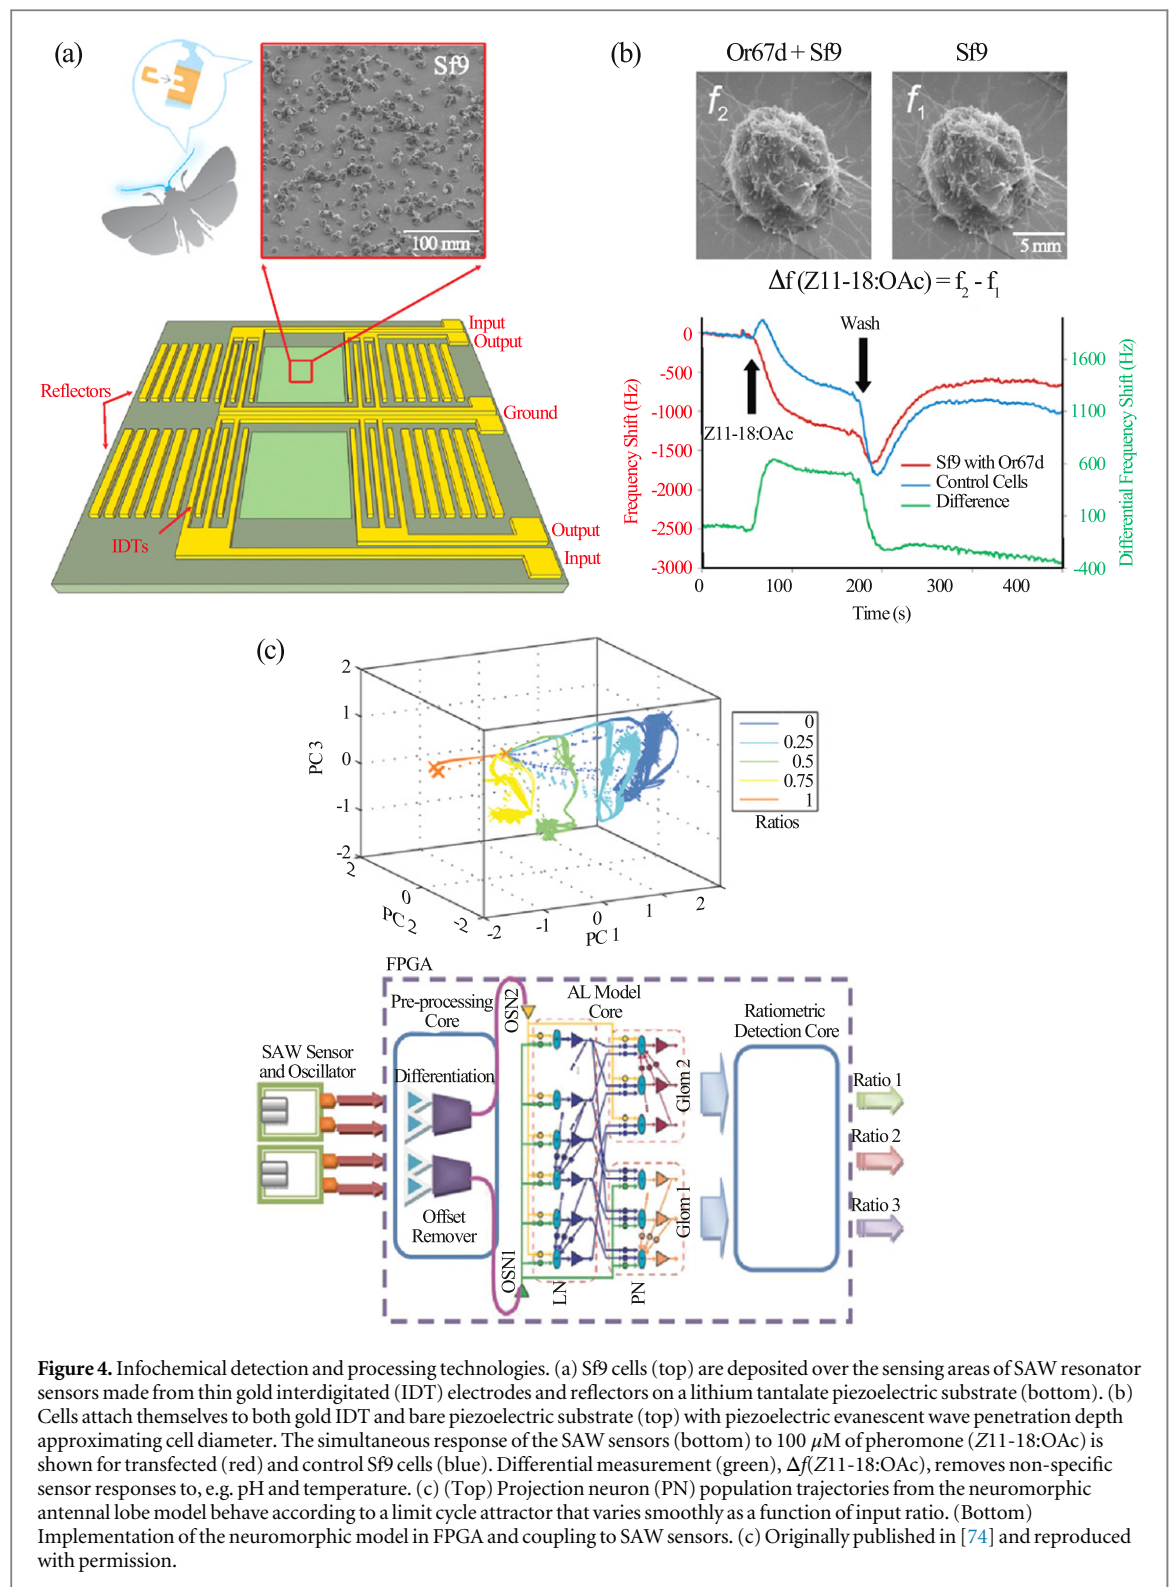 (a)
Sf9
100 mm
Input
Output
Reflectors
Ground
Output
IDTs
Input
(b)
Or67d + Sf9
Sf9
f2
f1
5 mm
Δf (Z11-18:OAc) = f2 - f1
Wash
0
-500
-1000
-1500
-2000
-2500
-3000
Frequency Shift (Hz)
Z11-18:OAc
Sf9 with Or67d
Control Cells
Difference
1600
1100
600
100
-400
Differential Frequency Shift (Hz)
0 100 200 300 400
Time (s)
(c)
2
1
0
-1
-2
PC 3
2
0
-2
PC 2
-2 -1 0 1 2
PC 1
0
0.25
0.5
0.75
1
Ratios
FPGA
Pre-processing
Core
OSN2
AL Model
Core
Ratiometric
Detection Core
SAW Sensor
and Oscillator
Differentiation
Glom 2
Ratio 1
Ratio 2
Ratio 3
Offset
Remover
Glom 1
OSN1
LN
PN
Figure 4. Infochemical detection and processing technologies. (a) Sf9 cells (top) are deposited over the sensing areas of SAW resonator
sensors made from thin gold interdigitated (IDT) electrodes and reflectors on a lithium tantalate piezoelectric substrate (bottom). (b)
Cells attach themselves to both gold IDT and bare piezoelectric substrate (top) with piezoelectric evanescent wave penetration depth
approximating cell diameter. The simultaneous response of the SAW sensors (bottom) to 100 μM of pheromone (Z11-18:OAc) is
shown for transfected (red) and control Sf9 cells (blue). Differential measurement (green), Δf(Z11-18:OAc), removes non-specific
sensor responses to, e.g. pH and temperature. (c) (Top) Projection neuron (PN) population trajectories from the neuromorphic
antennal lobe model behave according to a limit cycle attractor that varies smoothly as a function of input ratio. (Bottom)
Implementation of the neuromorphic model in FPGA and coupling to SAW sensors. (c) Originally published in [74] and reproduced
with permission.